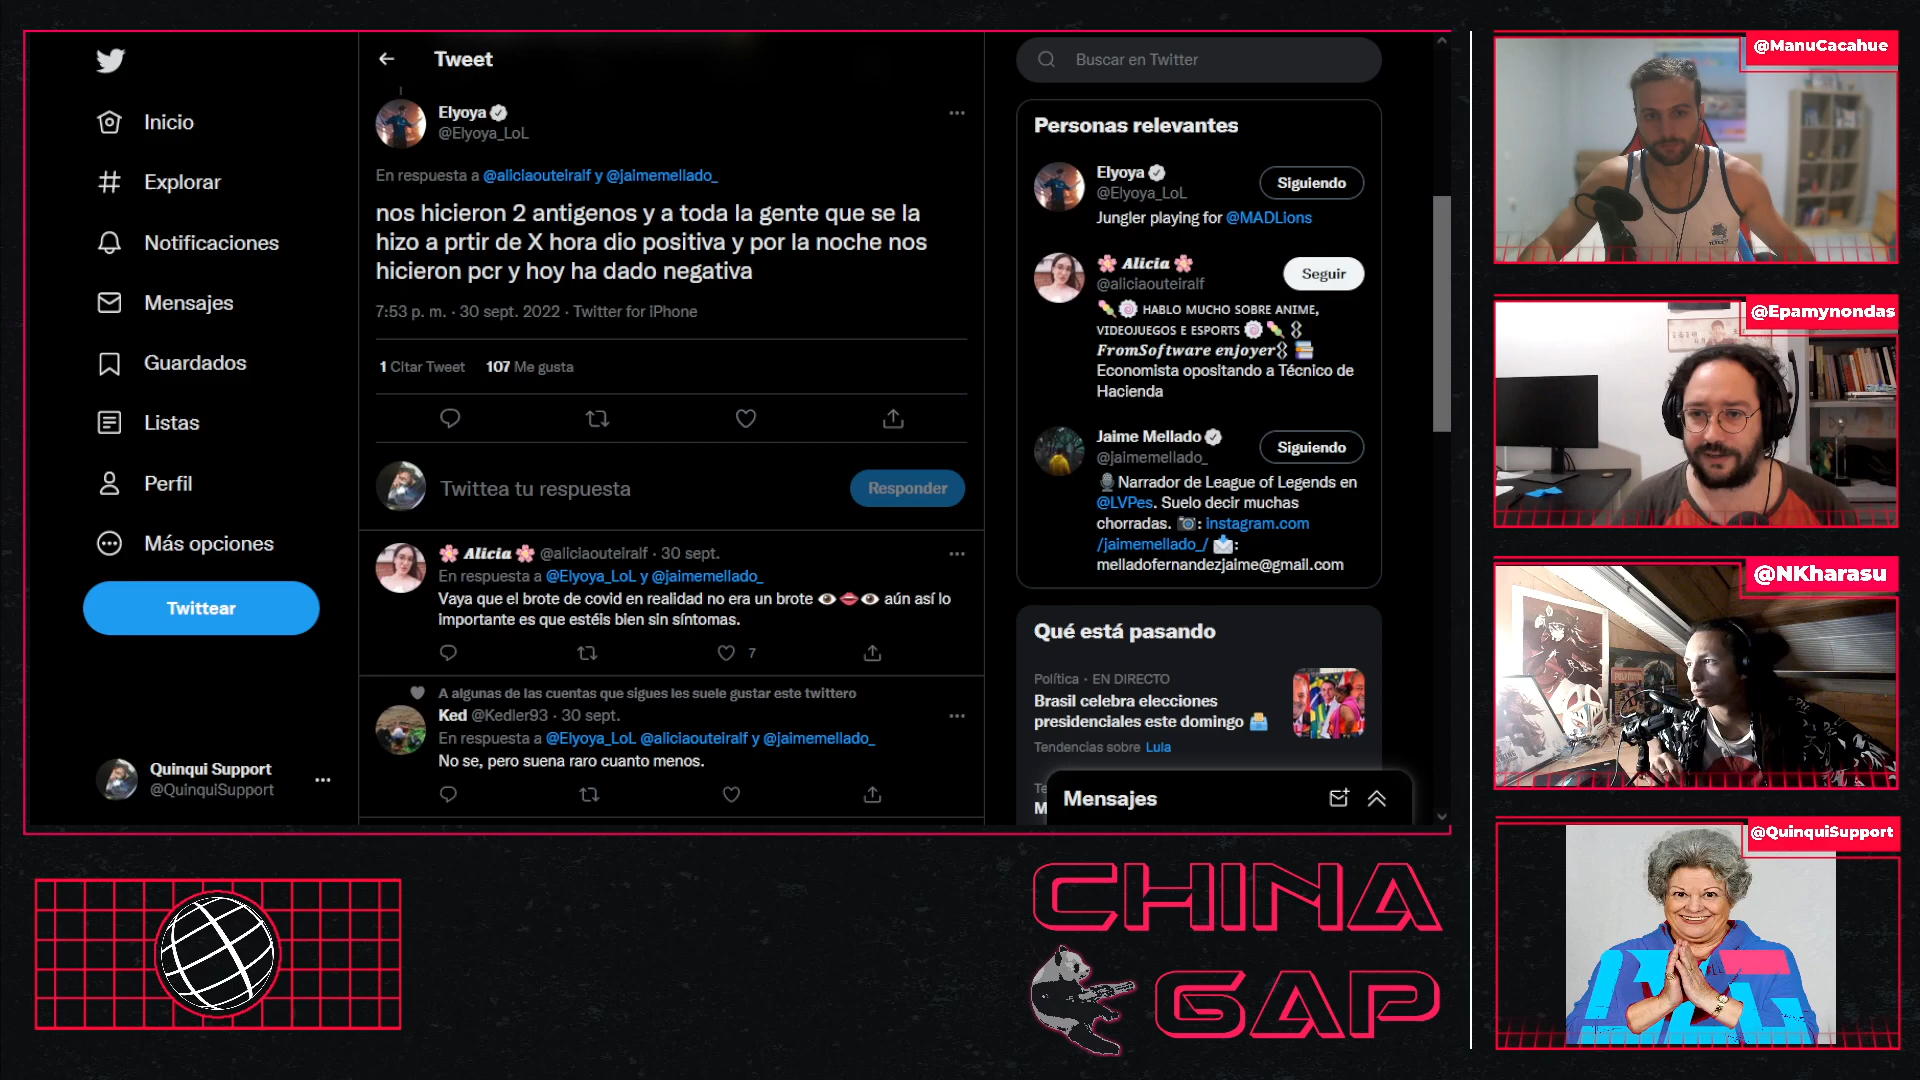 Inicio
Explorar
Notificaciones
Mensajes
Guardados
Listas
Perfil
Más opciones
Twittear
Quinqui Support
@QuinquiSupport
Tweet
Elyoya
@Elyoya_LoL
En respuesta a @aliciaouteiralf y @jaimemellado_
nos hicieron 2 antigenos y a toda la gente que se la
hizo a prtir de X hora dio positiva y por la noche nos
hicieron pcr y hoy ha dado negativa
7:53 p. m. · 30 sept. 2022 · Twitter for iPhone
1 Citar Tweet 107 Me gusta
Twittea tu respuesta
Responder
🌸 Alicia 🌸 @aliciaouteiralf · 30 sept.
En respuesta a @Elyoya_LoL y @jaimemellado_
Vaya que el brote de covid en realidad no era un brote 👁👄👁 aún así lo
importante es que estéis bien sin síntomas.
7
A algunas de las cuentas que sigues les suele gustar este twittero
Ked @Kedler93 · 30 sept.
En respuesta a @Elyoya_LoL @aliciaouteiralf y @jaimemellado_
No se, pero suena raro cuanto menos.
Buscar en Twitter
Personas relevantes
Elyoya
@Elyoya_LoL
Siguiendo
Jungler playing for @MADLions
🌸 Alicia 🌸
@aliciaouteiralf
Seguir
🍡🍥 HABLO MUCHO SOBRE ANIME,
VIDEOJUEGOS E ESPORTS 🍥🍡⛓
FromSoftware enjoyer⛓📚
Economista opositando a Técnico de
Hacienda
Jaime Mellado
@jaimemellado_
Siguiendo
🎙Narrador de League of Legends en
@LVPes. Suelo decir muchas
chorradas. 📷: instagram.com
/jaimemellado_/ 📩:
melladofernandezjaime@gmail.com
Qué está pasando
Política · EN DIRECTO
Brasil celebra elecciones
presidenciales este domingo 🗳
Tendencias sobre Lula
Te
M
Mensajes
@ManuCacahue
@Epamynondas
@NKharasu
@QuinquiSupport
CHINA
GAP